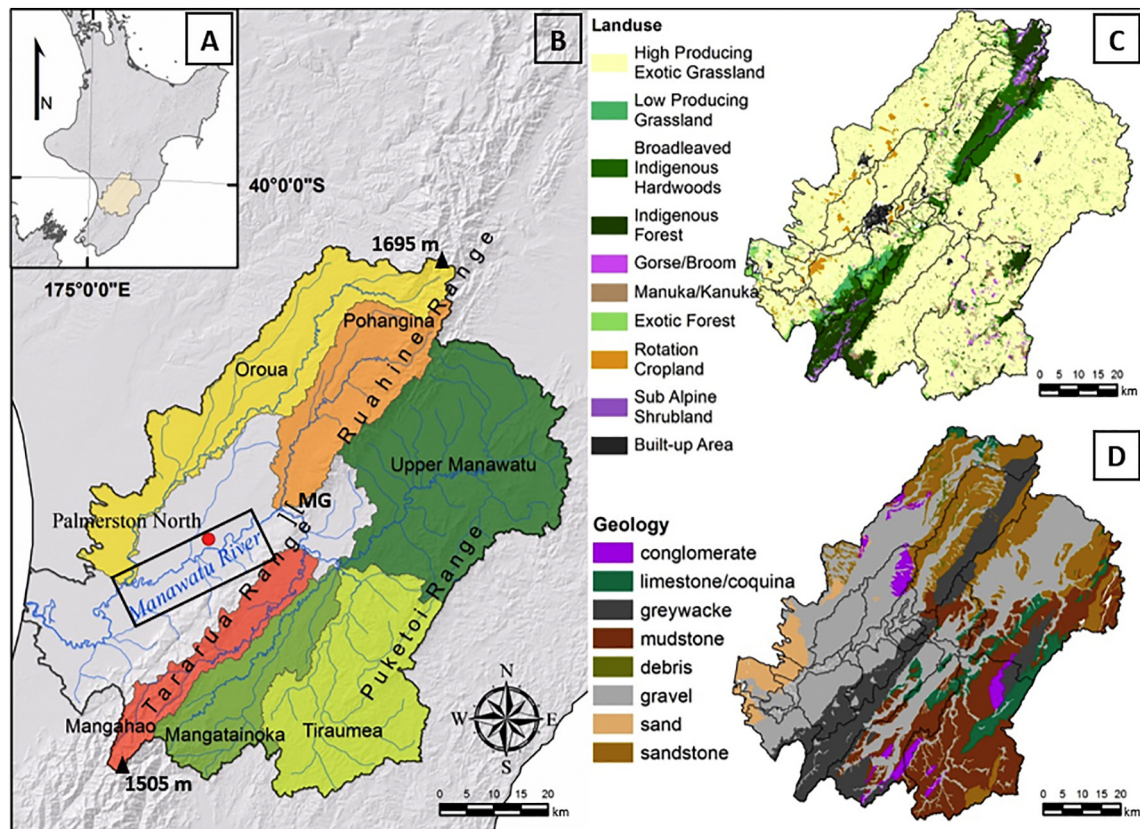 A
N
40°0'0"S
175°0'0"E
B
1695 m
Pohangina
Oroua
Ruahine Range
Upper Manawatu
MG
Palmerston North
Manawatu River
Tararua Range
Puketoi Range
Mangahao
Mangatainoka
Tiraumea
1505 m
N
W
E
S
0
5
10
15
20
km
Landuse
High Producing
Exotic Grassland
Low Producing
Grassland
Broadleaved
Indigenous
Hardwoods
Indigenous
Forest
Gorse/Broom
Manuka/Kanuka
Exotic Forest
Rotation
Cropland
Sub Alpine
Shrubland
Built-up Area
C
0
5
10
15
20
km
Geology
conglomerate
limestone/coquina
greywacke
mudstone
debris
gravel
sand
sandstone
D
0
5
10
15
20
km